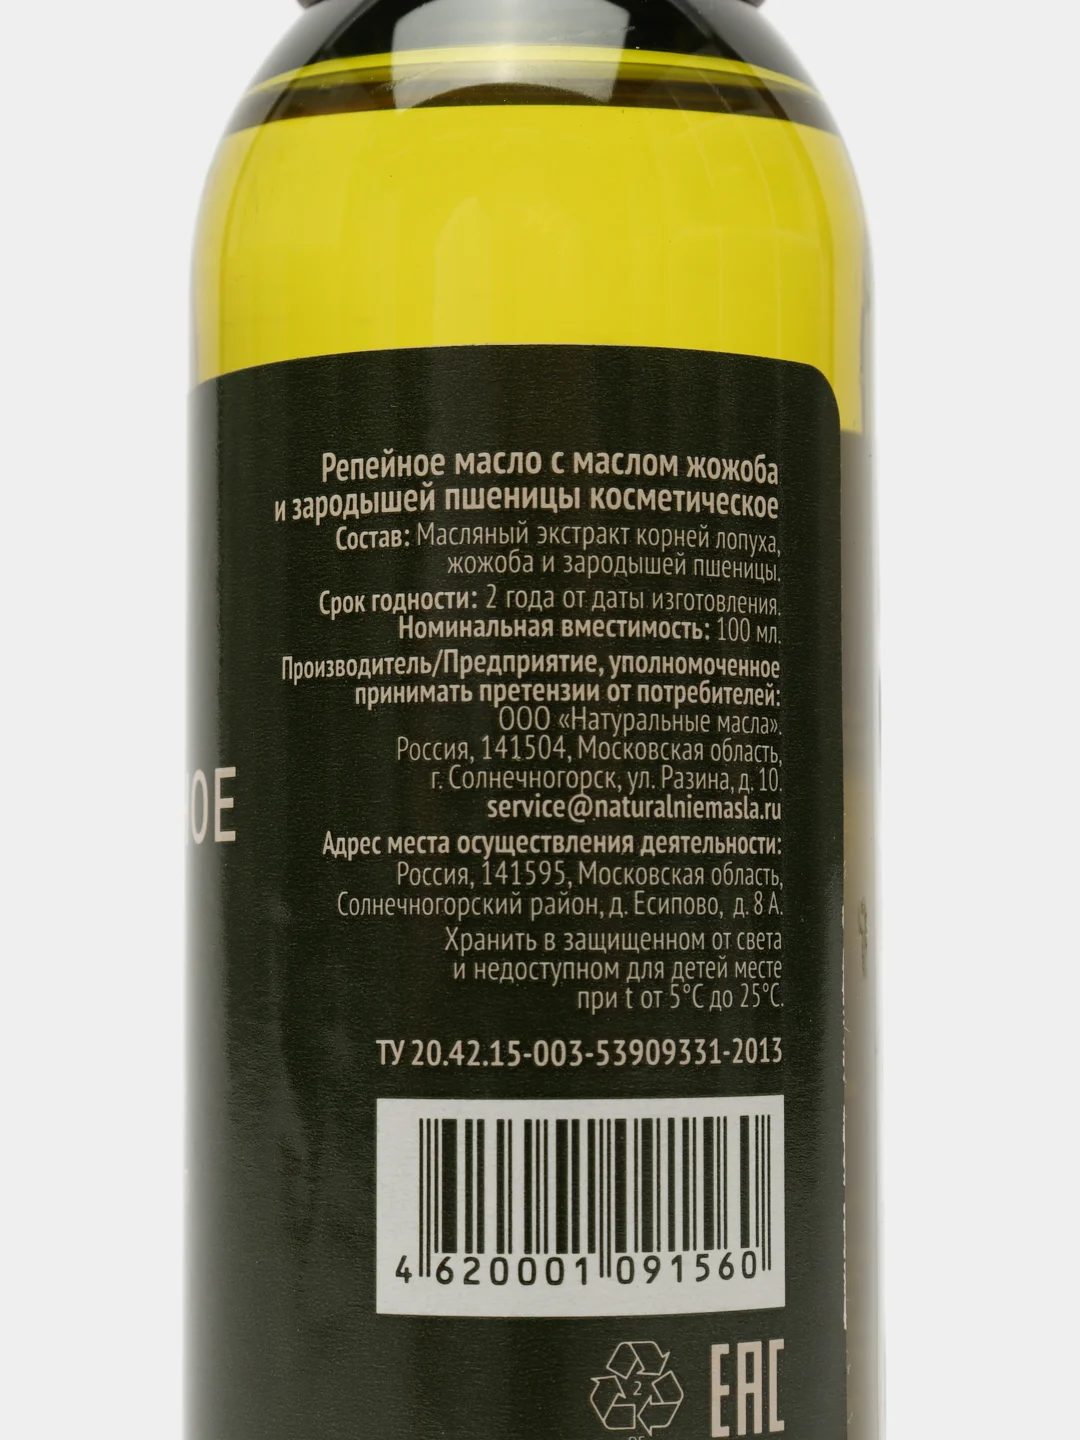 Репейное масло с маслом жожоба
и зародышей пшеницы косметическое
Состав: Масляный экстракт корней лопуха,
жожоба и зародышей пшеницы.
Срок годности: 2 года от даты изготовления.
Номинальная вместимость: 100 мл.
Производитель/Предприятие, уполномоченное
принимать претензии от потребителей:
ООО «Натуральные масла».
Россия, 141504, Московская область,
г. Солнечногорск, ул. Разина, д. 10.
service@naturalniemasla.ru
Адрес места осуществления деятельности:
Россия, 141595, Московская область,
Солнечногорский район, д. Есипово, д. 8 А.
Хранить в защищенном от света
и недоступном для детей месте
при t от 5°С до 25°С.
ТУ 20.42.15-003-53909331-2013
4 620001 091560
2
EAC